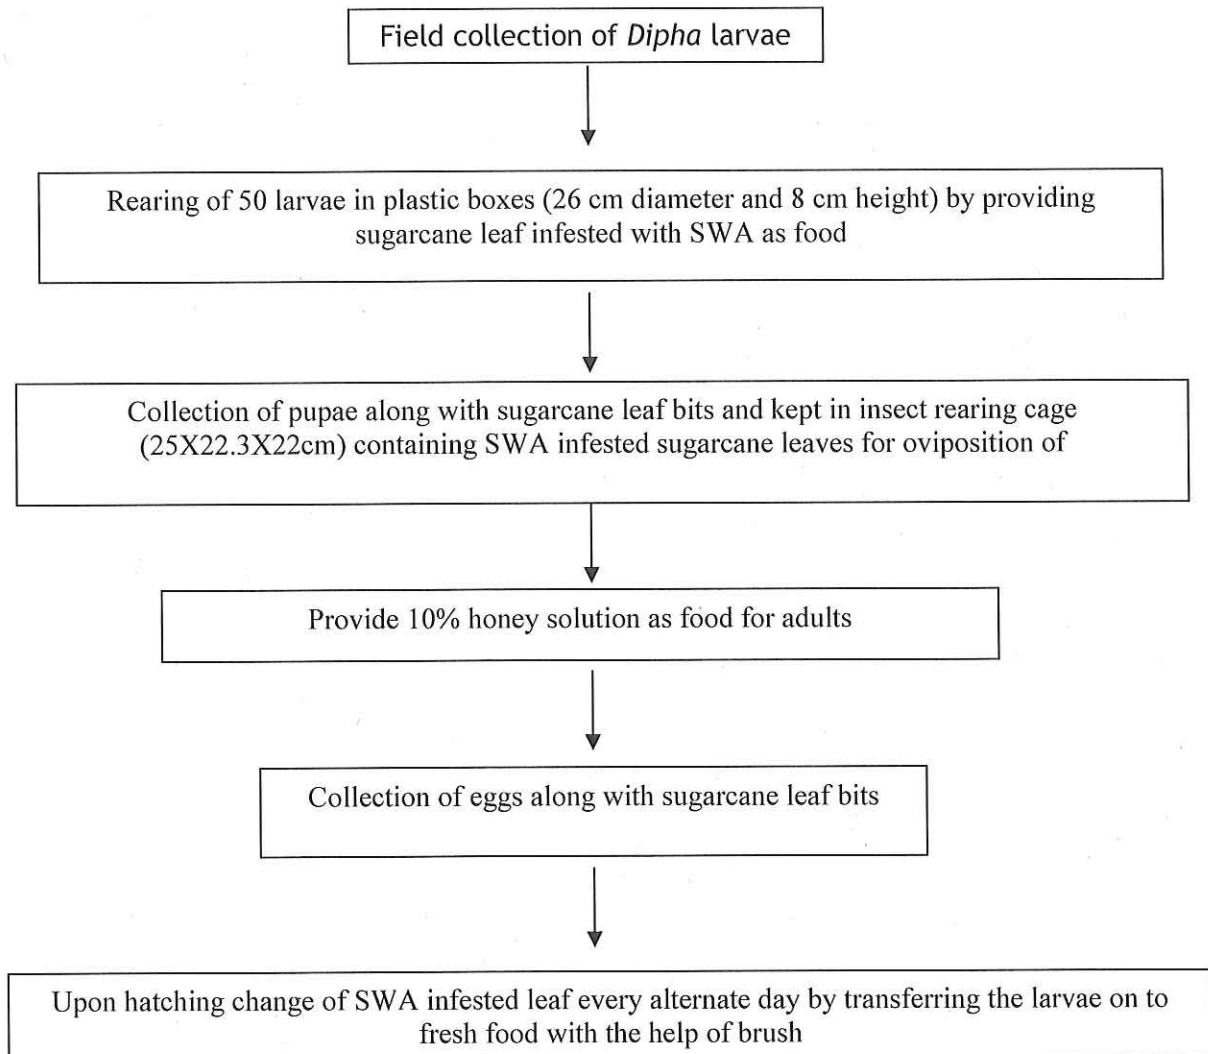 Field collection of Dipha larvae
Rearing of 50 larvae in plastic boxes (26 cm diameter and 8 cm height) by providing
sugarcane leaf infested with SWA as food
Collection of pupae along with sugarcane leaf bits and kept in insect rearing cage
(25X22.3X22cm) containing SWA infested sugarcane leaves for oviposition of
Provide 10% honey solution as food for adults
Collection of eggs along with sugarcane leaf bits
Upon hatching change of SWA infested leaf every alternate day by transferring the larvae on to
fresh food with the help of brush